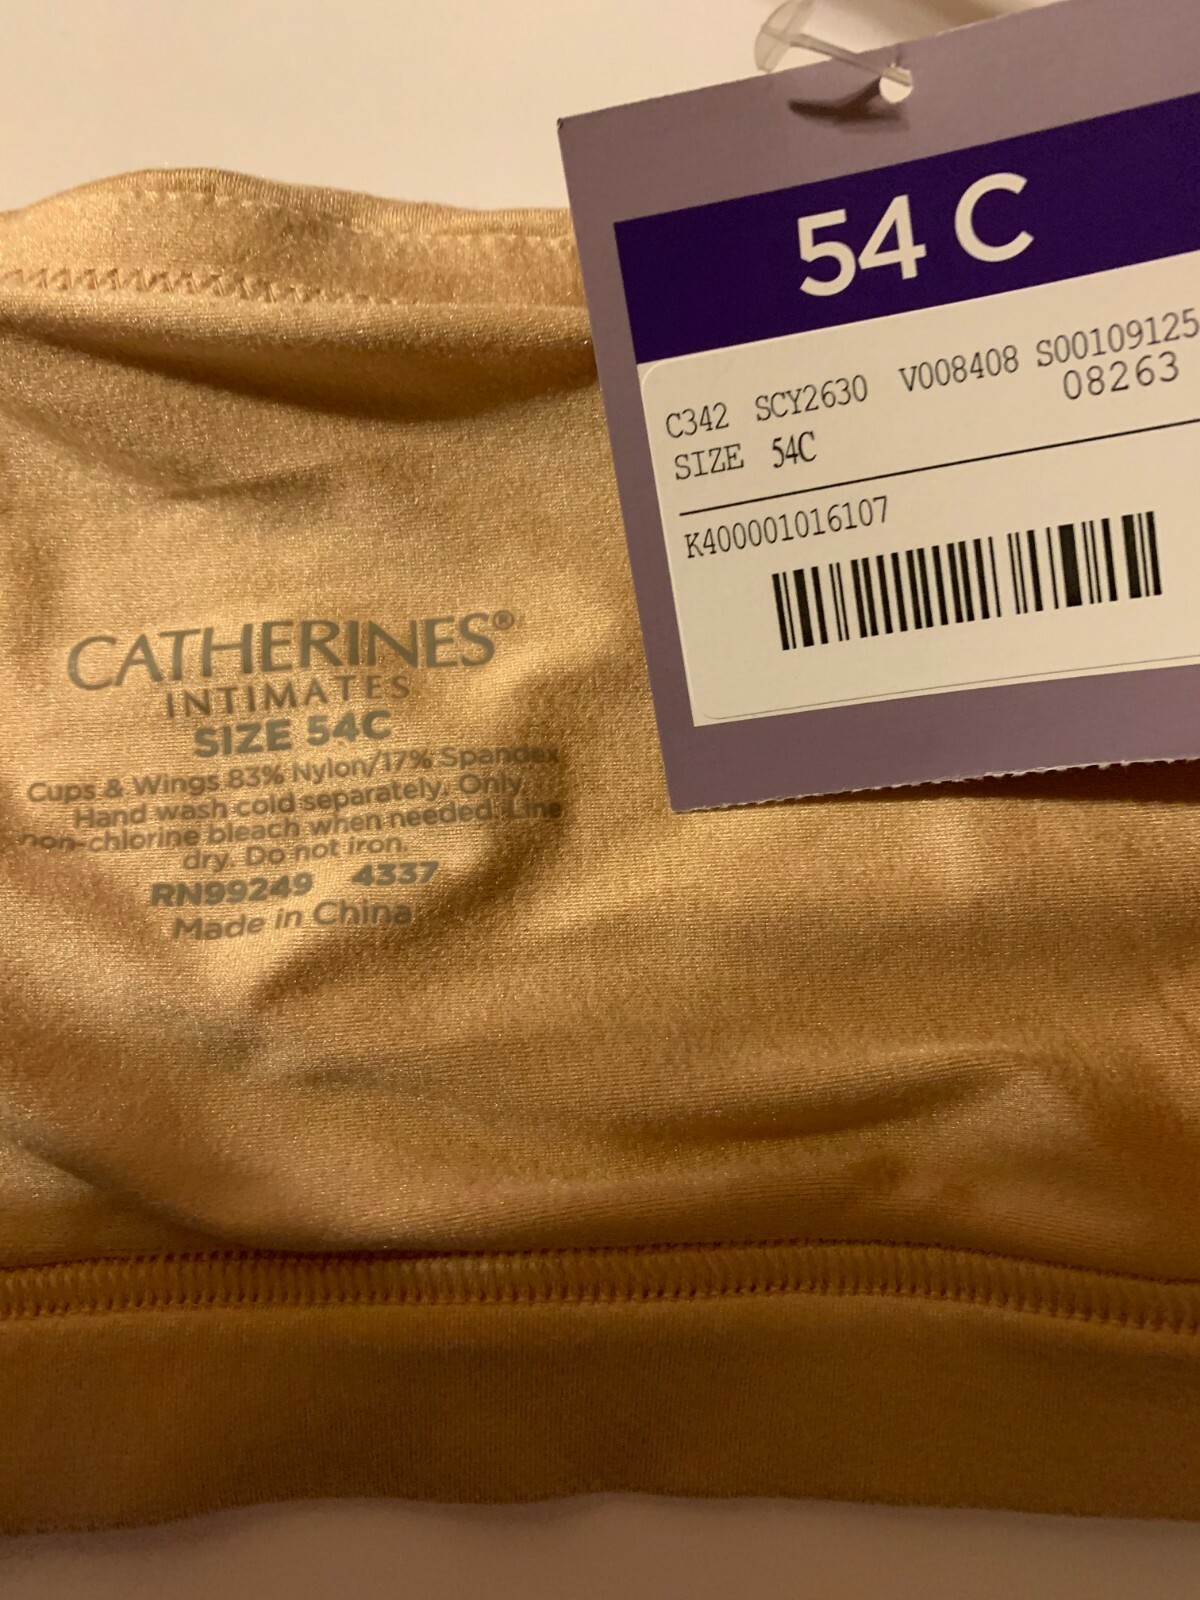 54 C
C342 SCY2630 V008408 S00109125
08263
SIZE 54C
K400001016107
CATHERINES®
INTIMATES
SIZE 54C
Cups & Wings 83% Nylon/17% Spandex
Hand wash cold separately. Only
non-chlorine bleach when needed. Line
dry. Do not iron.
RN99249 4337
Made in China